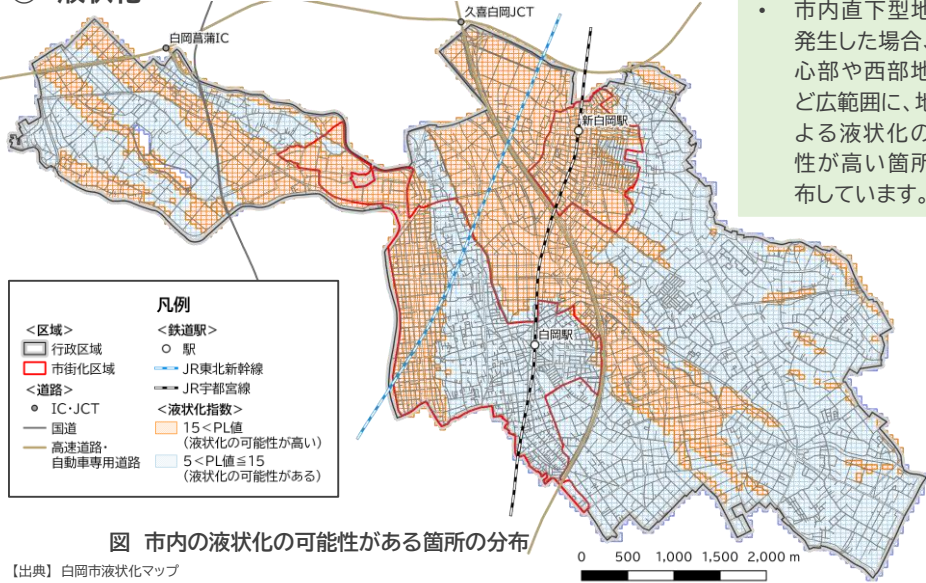 液状化
久喜白岡JCT
白岡菖蒲IC
新白岡駅
白岡駅
・ 市内直下型地
発生した場合、
心部や西部地
ど広範囲に、地
よる液状化の
性が高い箇所
布しています。
凡例
<区域>
行政区域
市街化区域
<道路>
IC・JCT
国道
高速道路・
自動車専用道路
<鉄道駅>
駅
JR東北新幹線
JR宇都宮線
<液状化指数>
15<PL値
(液状化の可能性が高い)
5<PL値≦15
(液状化の可能性がある)
図 市内の液状化の可能性がある箇所の分布
【出典】 白岡市液状化マップ
0 500 1,000 1,500 2,000 m